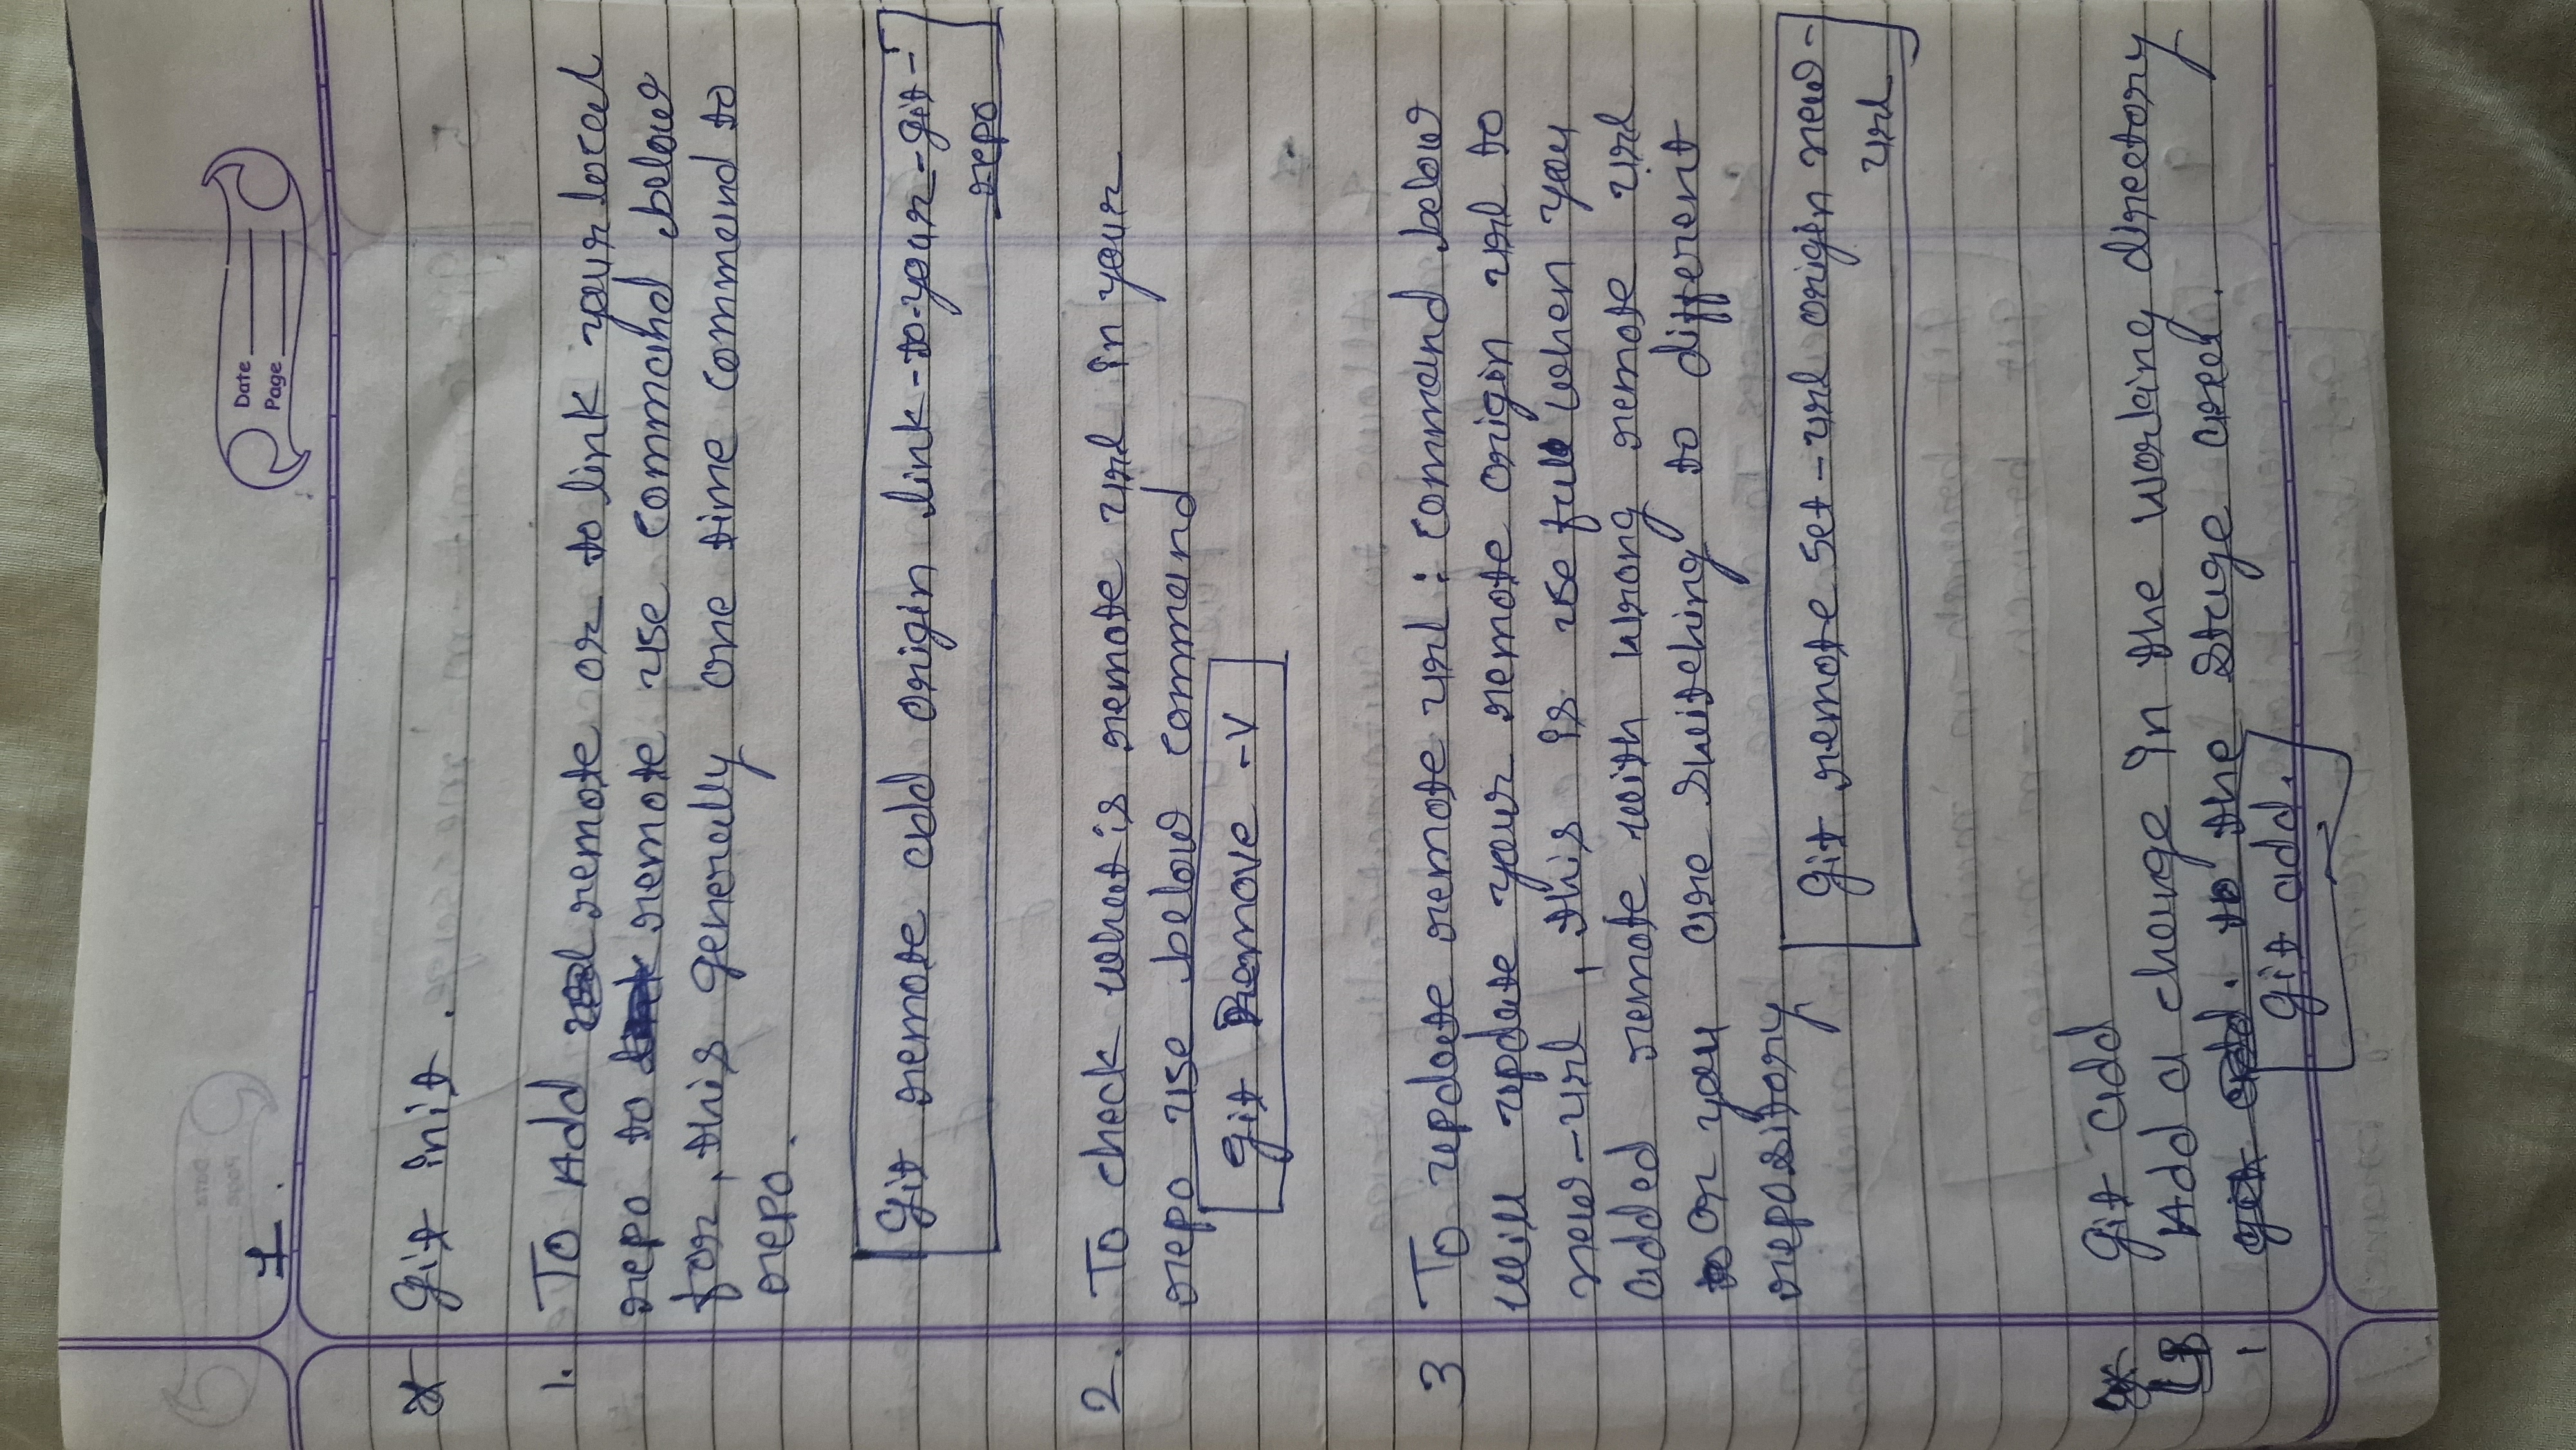 Date
Page
1.
* Git init.
1. To Add remote or to link your local
repo to remote use command below
for, this generally one time command to
repo.
Git remote add origin link-to-your-git-
repo
2. To check what is remote url in your
repo use below command
git Remove -V
3 To update remote url : command below
will update your remote origin url to
new-url, this is use full when you
added remote with wrong remote url
or you are switching to different
repository
Git remote set-url origin new-
url
* Git add
Add a change in the working directory
git add. to the stage area.
Git add.